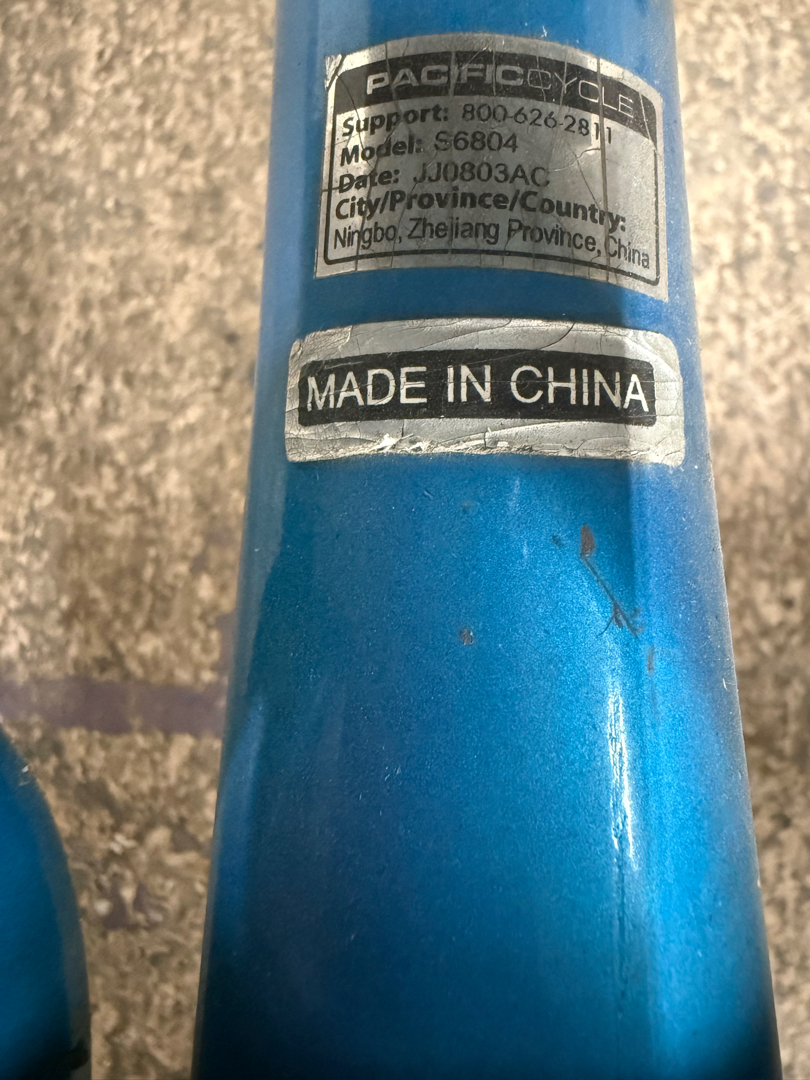 PACIFICCYCLE
Support: 800-626-2811
Model: S6804
Date: JJ0803AC
City/Province/Country:
Ningbo, Zhejiang Province, China
MADE IN CHINA